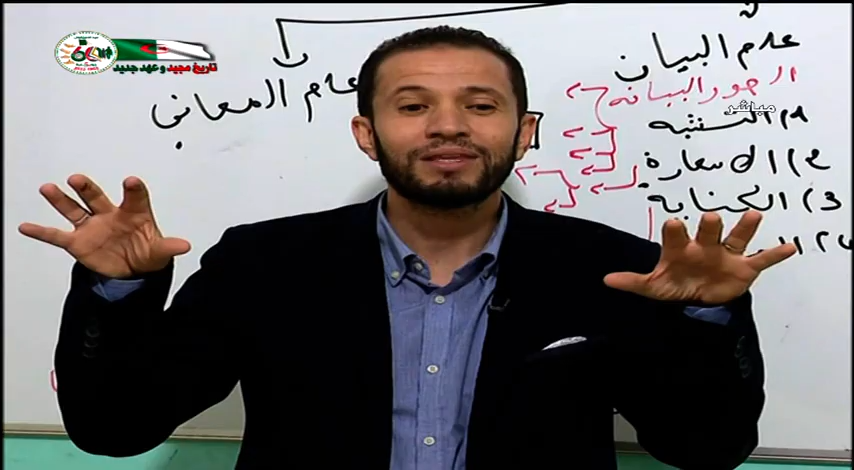 تاريخ مجيد وعهد جديد
علم البيان
علم المعاني
الصور البيانية
مباشر
1) التشبيه
2) الاستعارة
3) الكناية